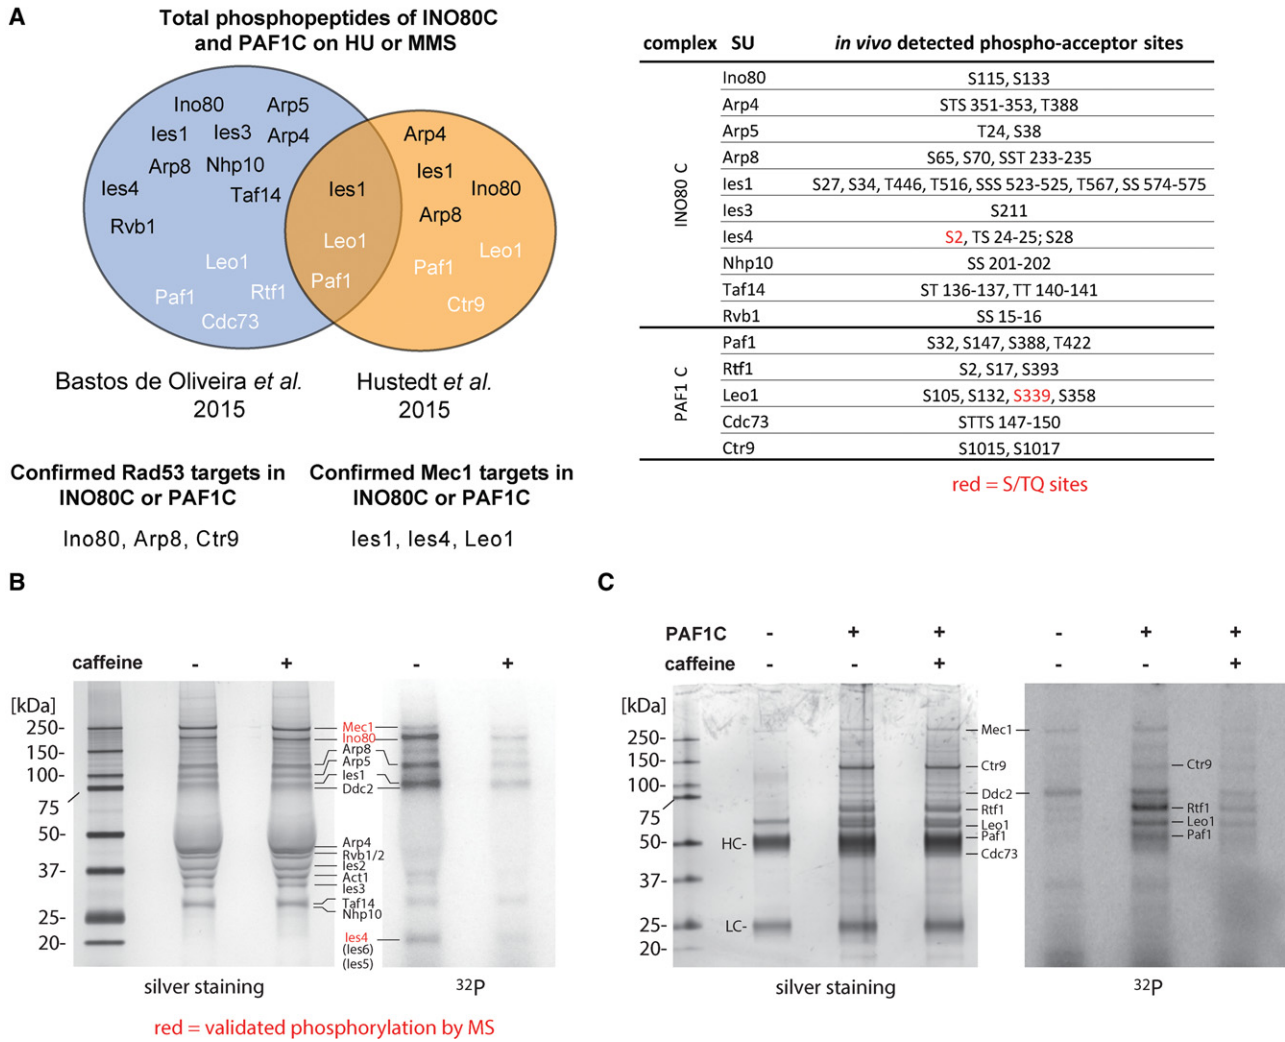 A
Total phosphopeptides of INO80C
and PAF1C on HU or MMS
Ino80
Arp5
Ies1
Ies3
Arp4
Arp8
Nhp10
Ies4
Taf14
Rvb1
Leo1
Paf1
Rtf1
Cdc73
Ies1
Leo1
Paf1
Arp4
Ies1
Ino80
Arp8
Leo1
Paf1
Ctr9
Bastos de Oliveira et al.
2015
Hustedt et al.
2015
Confirmed Rad53 targets in
INO80C or PAF1C
Ino80, Arp8, Ctr9
Confirmed Mec1 targets in
INO80C or PAF1C
Ies1, Ies4, Leo1
complex SU in vivo detected phospho-acceptor sites
INO80 C
Ino80 S115, S133
Arp4 STS 351-353, T388
Arp5 T24, S38
Arp8 S65, S70, SST 233-235
Ies1 S27, S34, T446, T516, SSS 523-525, T567, SS 574-575
Ies3 S211
Ies4 S2, TS 24-25; S28
Nhp10 SS 201-202
Taf14 ST 136-137, TT 140-141
Rvb1 SS 15-16
PAF1 C
Paf1 S32, S147, S388, T422
Rtf1 S2, S17, S393
Leo1 S105, S132, S339, S358
Cdc73 STTS 147-150
Ctr9 S1015, S1017
red = S/TQ sites
B
caffeine - + - +
[kDa]
250-
150-
100-
75
50-
37-
25-
20-
Mec1
Ino80
Arp8
Arp5
Ies1
Ddc2
Arp4
Rvb1/2
Ies2
Act1
Ies3
Taf14
Nhp10
Ies4
(Ies6)
(Ies5)
silver staining
32P
red = validated phosphorylation by MS
C
PAF1C - + + - + +
caffeine - - + - - +
[kDa]
250-
150-
100-
75
50-
37-
25-
20-
HC-
LC-
Mec1
Ctr9
Ddc2
Rtf1
Leo1
Paf1
Cdc73
Ctr9
Rtf1
Leo1
Paf1
silver staining
32P